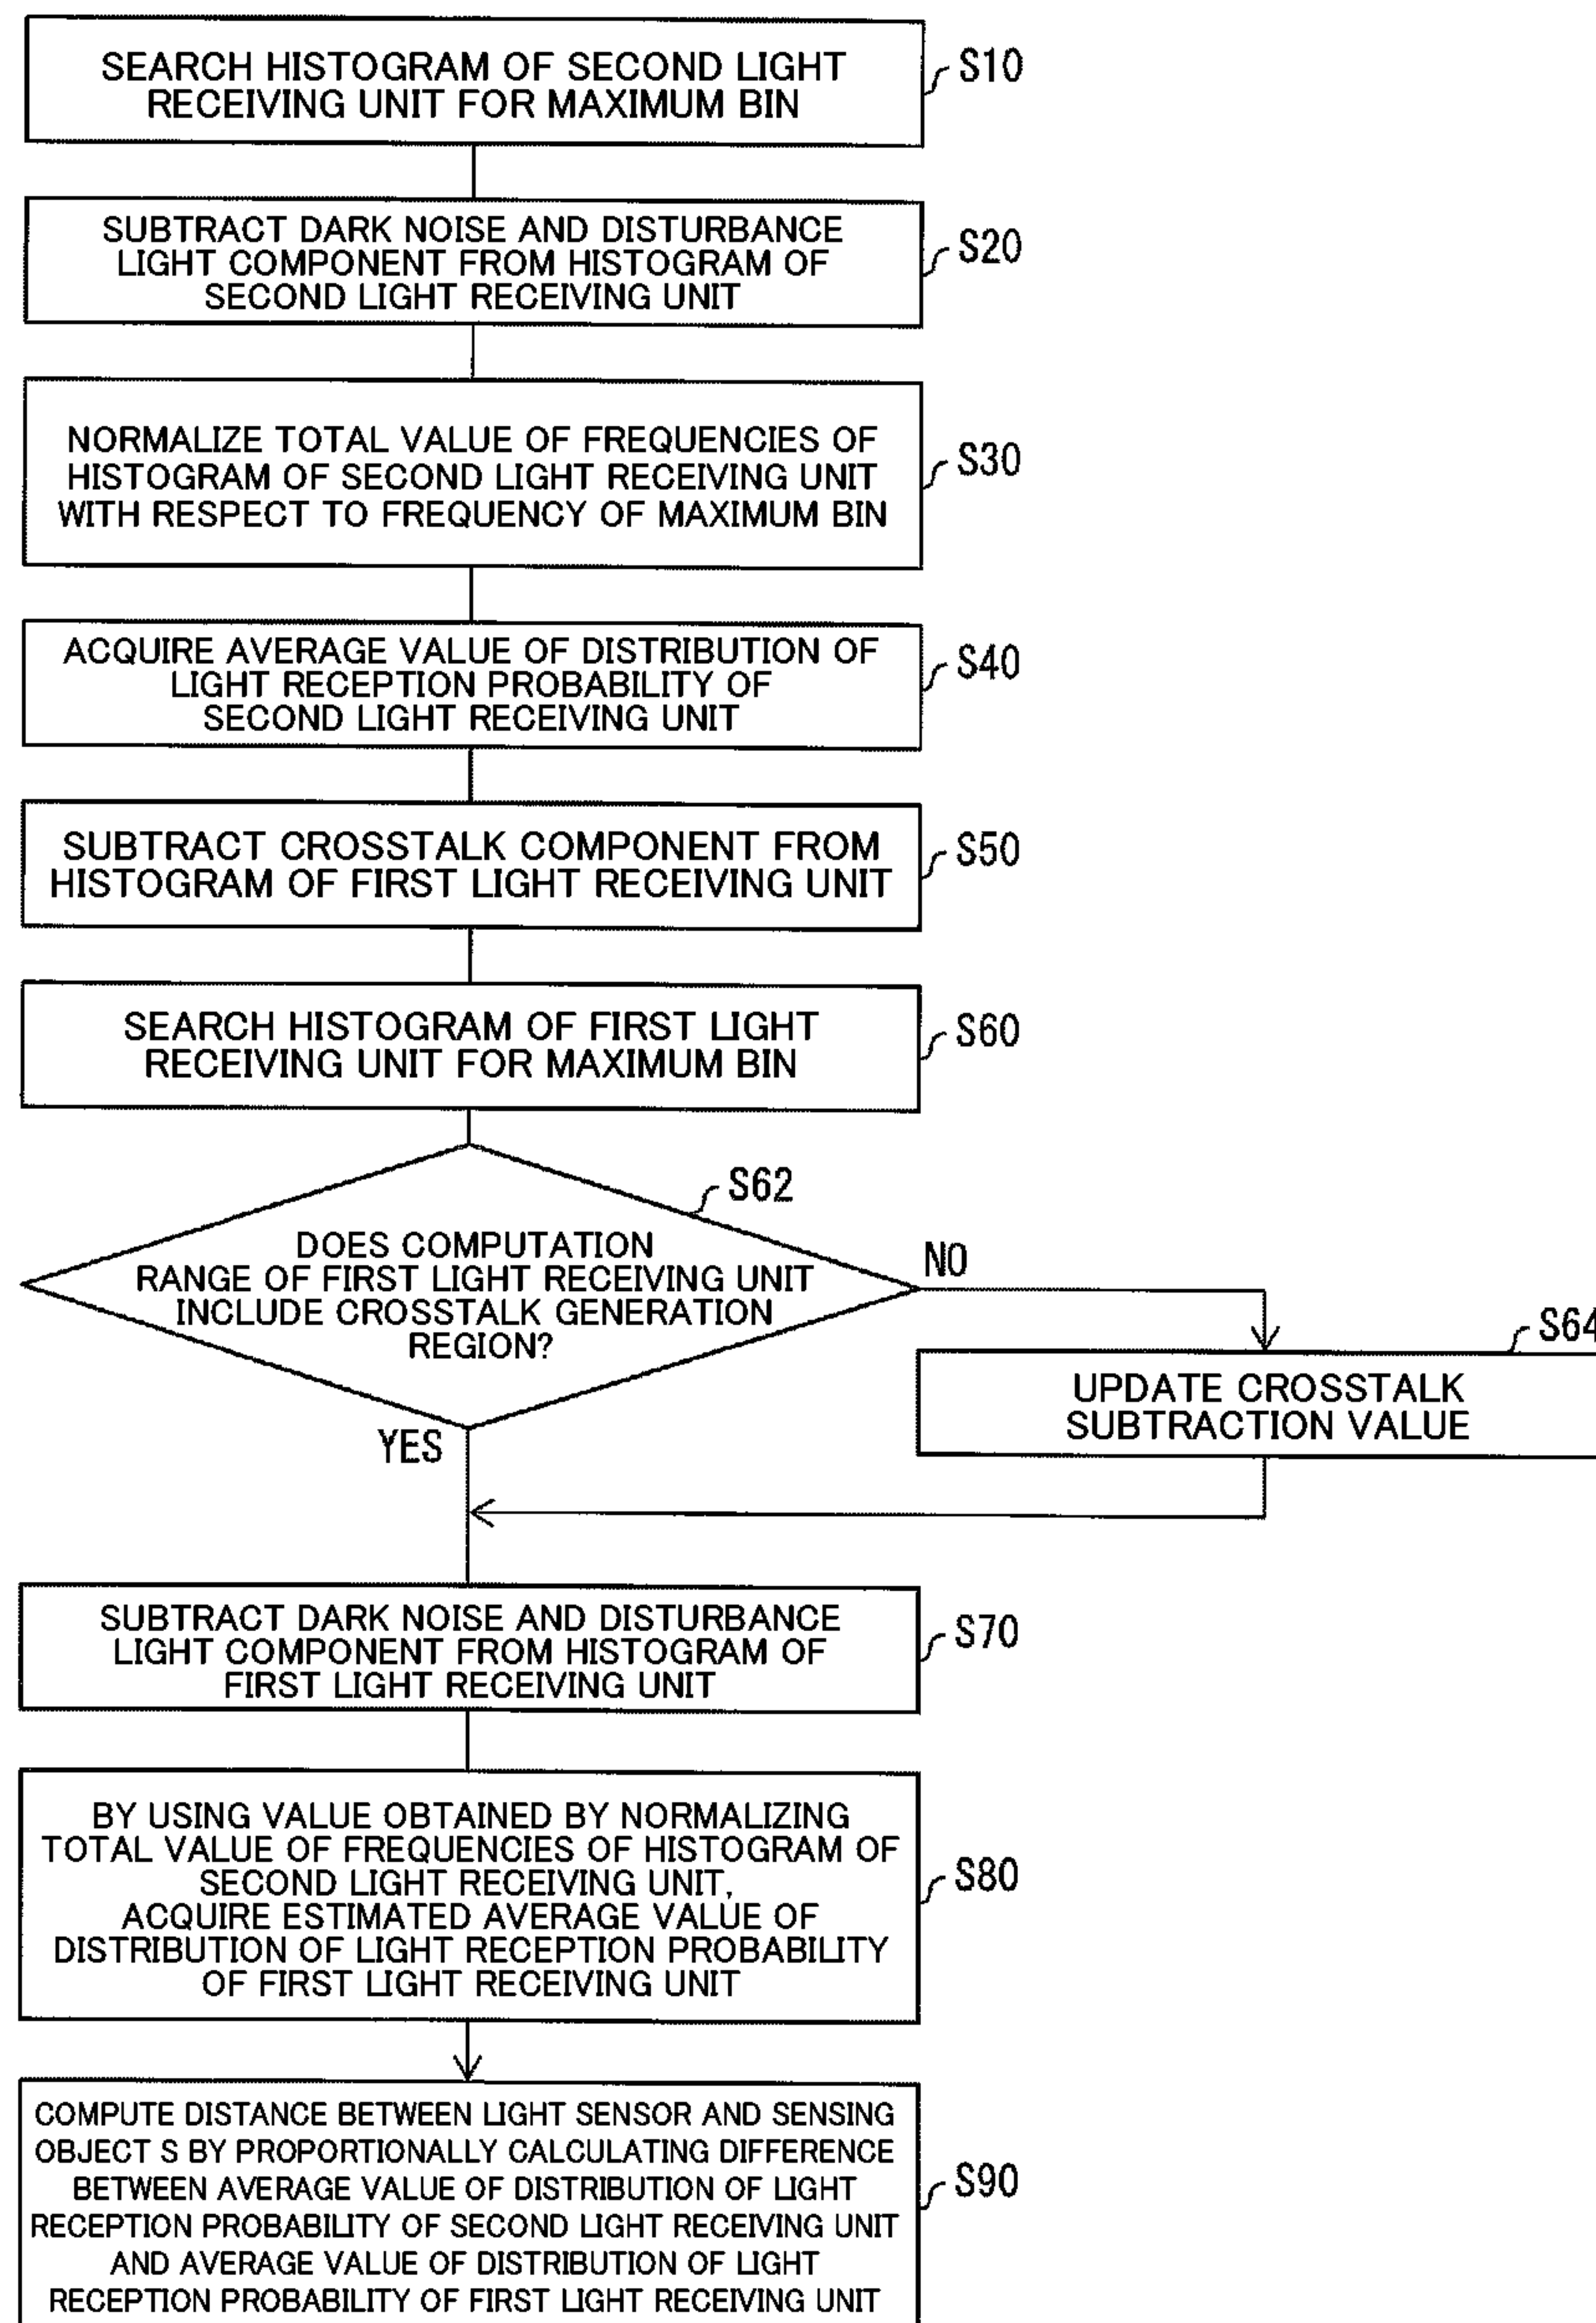 SEARCH HISTOGRAM OF SECOND LIGHT
RECEIVING UNIT FOR MAXIMUM BIN
S10
SUBTRACT DARK NOISE AND DISTURBANCE
LIGHT COMPONENT FROM HISTOGRAM OF
SECOND LIGHT RECEIVING UNIT
S20
NORMALIZE TOTAL VALUE OF FREQUENCIES OF
HISTOGRAM OF SECOND LIGHT RECEIVING UNIT
WITH RESPECT TO FREQUENCY OF MAXIMUM BIN
S30
ACQUIRE AVERAGE VALUE OF DISTRIBUTION OF
LIGHT RECEPTION PROBABILITY OF
SECOND LIGHT RECEIVING UNIT
S40
SUBTRACT CROSSTALK COMPONENT FROM
HISTOGRAM OF FIRST LIGHT RECEIVING UNIT
S50
SEARCH HISTOGRAM OF FIRST LIGHT
RECEIVING UNIT FOR MAXIMUM BIN
S60
S62
DOES COMPUTATION
RANGE OF FIRST LIGHT RECEIVING UNIT
INCLUDE CROSSTALK GENERATION
REGION?
NO
S64
UPDATE CROSSTALK
SUBTRACTION VALUE
YES
SUBTRACT DARK NOISE AND DISTURBANCE
LIGHT COMPONENT FROM HISTOGRAM OF
FIRST LIGHT RECEIVING UNIT
S70
BY USING VALUE OBTAINED BY NORMALIZING
TOTAL VALUE OF FREQUENCIES OF HISTOGRAM OF
SECOND LIGHT RECEIVING UNIT,
ACQUIRE ESTIMATED AVERAGE VALUE OF
DISTRIBUTION OF LIGHT RECEPTION PROBABILITY
OF FIRST LIGHT RECEIVING UNIT
S80
COMPUTE DISTANCE BETWEEN LIGHT SENSOR AND SENSING
OBJECT S BY PROPORTIONALLY CALCULATING DIFFERENCE
BETWEEN AVERAGE VALUE OF DISTRIBUTION OF LIGHT
RECEPTION PROBABILITY OF SECOND LIGHT RECEIVING UNIT
AND AVERAGE VALUE OF DISTRIBUTION OF LIGHT
RECEPTION PROBABILITY OF FIRST LIGHT RECEIVING UNIT
S90